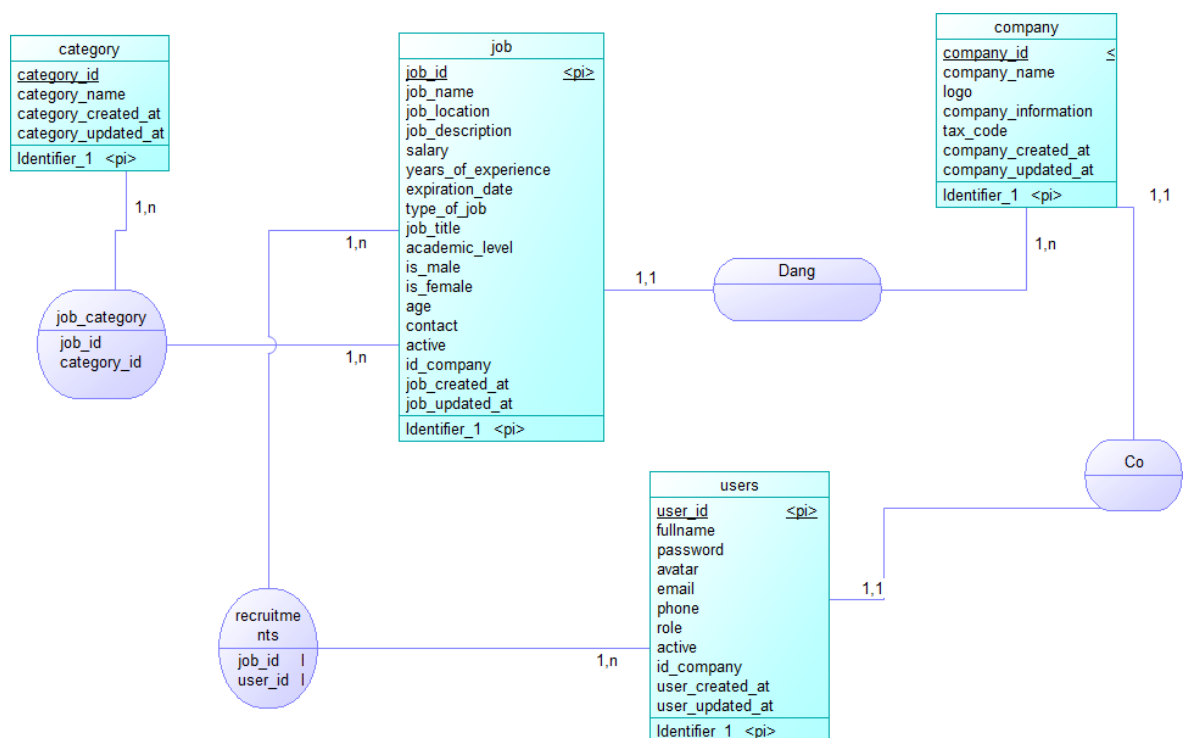 category
category_id
category_name
category_created_at
category_updated_at
Identifier_1 <pi>
1,n
job_category
job_id
category_id
job
job_id <pi>
job_name
job_location
job_description
salary
years_of_experience
expiration_date
type_of_job
job_title
academic_level
is_male
is_female
age
contact
active
id_company
job_created_at
job_updated_at
Identifier_1 <pi>
1,n
1,n
1,1
Dang
company
company_id <
company_name
logo
company_information
tax_code
company_created_at
company_updated_at
Identifier_1 <pi>
1,n
1,1
Co
users
user_id <pi>
fullname
password
avatar
email
phone
role
active
id_company
user_created_at
user_updated_at
Identifier_1 <pi>
1,1
1,n
recruitme
nts
job_id I
user_id I